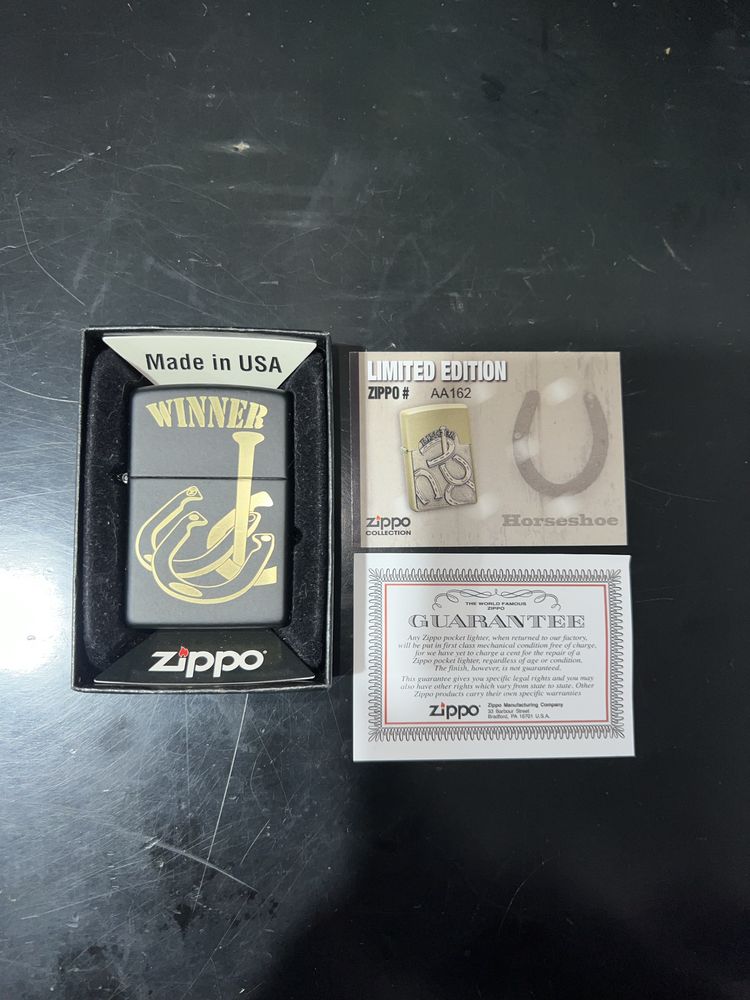 Made in USA
WINNER
zippo
LIMITED EDITION
ZIPPO # AA162
zippo
COLLECTION
Horseshoe
THE WORLD FAMOUS
ZIPPO
GUARANTEE
Any Zippo pocket lighter, when returned to our factory,
will be put in first class mechanical condition free of charge,
for we have yet to charge a cent for the repair of a
Zippo pocket lighter, regardless of age or condition.
The finish, however, is not guaranteed.
This guarantee gives you specific legal rights and you may
also have other rights which vary from state to state. Other
Zippo products carry their own specific warranties
zippo
Zippo Manufacturing Company
33 Barbour Street
Bradford, PA 16701 U.S.A.